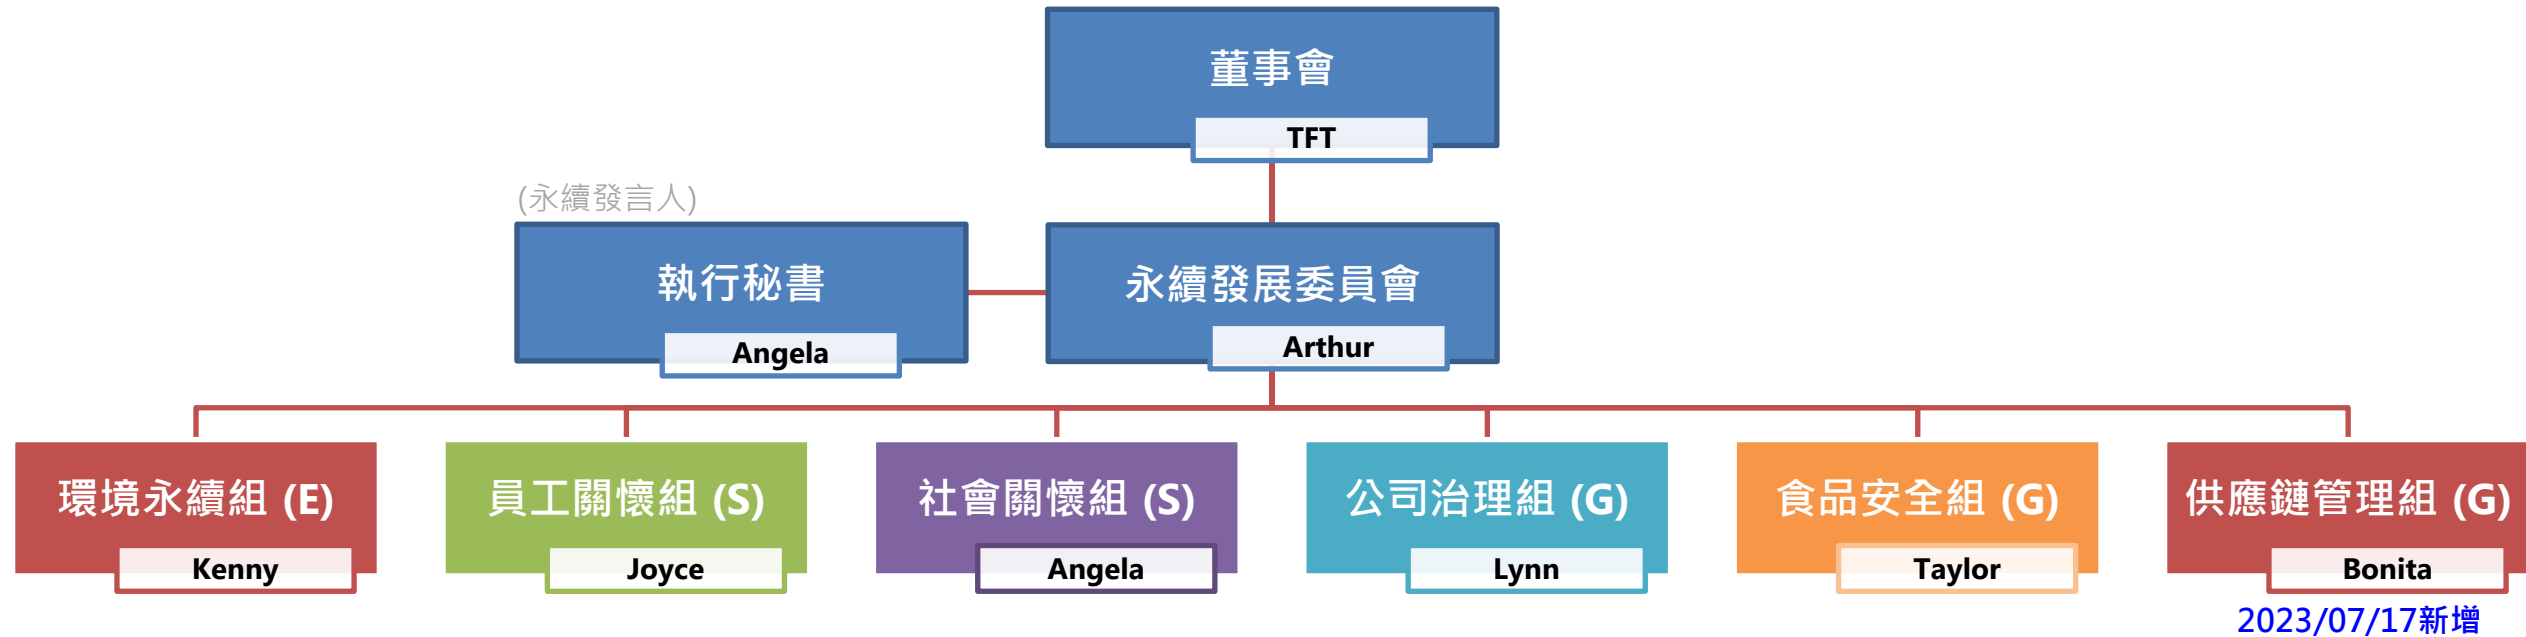 董事會
TFT
(永續發言人)
執行秘書
Angela
永續發展委員會
Arthur
環境永續組 (E)
Kenny
員工關懷組 (S)
Joyce
社會關懷組 (S)
Angela
公司治理組 (G)
Lynn
食品安全組 (G)
Taylor
供應鏈管理組 (G)
Bonita
2023/07/17新增